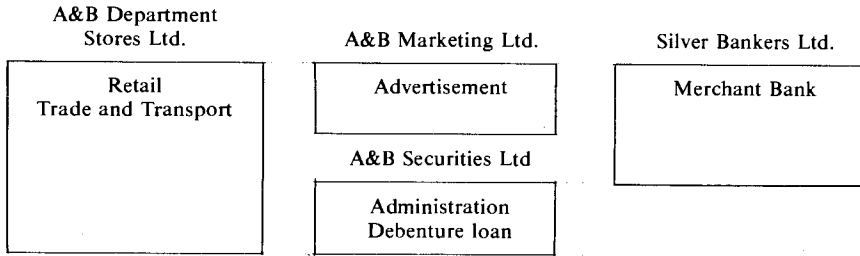 A&B Department
Stores Ltd.
Retail
Trade and Transport
A&B Marketing Ltd.
Advertisement
A&B Securities Ltd
Administration
Debenture loan
Silver Bankers Ltd.
Merchant Bank